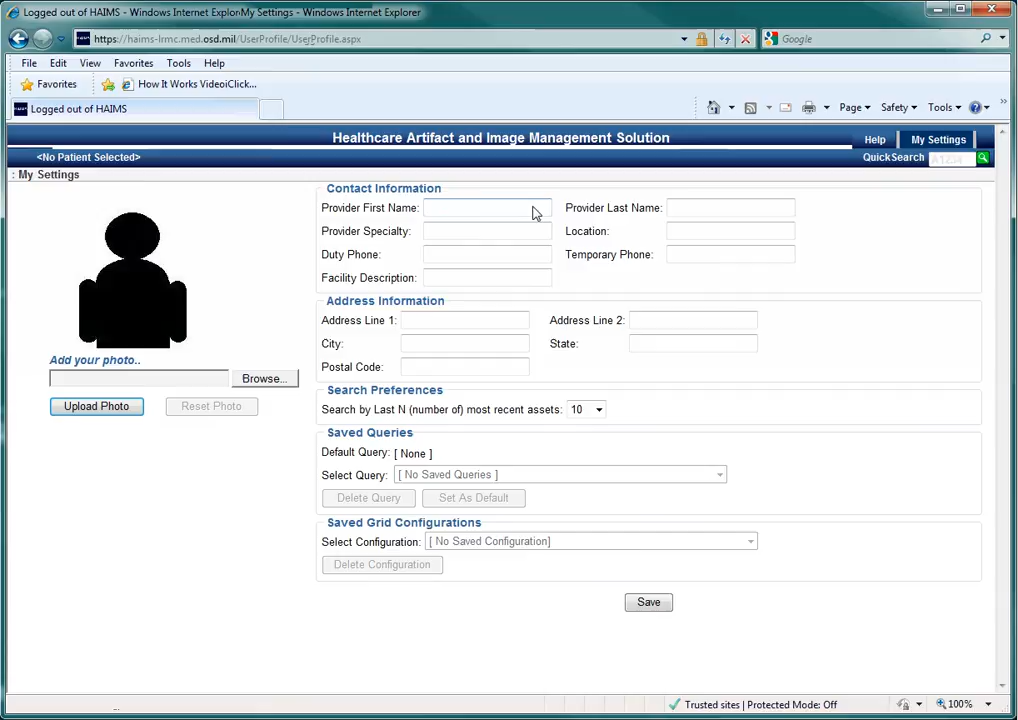 Logged out of HAIMS - Windows Internet ExplorMy Settings - Windows Internet Explorer
https://haims-lrmc.med.osd.mil/UserProfile/UserProfile.aspx
Google
File Edit View Favorites Tools Help
Favorites How It Works VideoiClick...
Logged out of HAIMS
Page Safety Tools
Healthcare Artifact and Image Management Solution
Help My Settings
<No Patient Selected>
QuickSearch A1234
: My Settings
Contact Information
Provider First Name: Provider Last Name:
Provider Specialty: Location:
Duty Phone: Temporary Phone:
Facility Description:
Address Information
Address Line 1: Address Line 2:
City: State:
Postal Code:
Add your photo..
Browse...
Upload Photo Reset Photo
Search Preferences
Search by Last N (number of) most recent assets: 10
Saved Queries
Default Query: [ None ]
Select Query: [ No Saved Queries ]
Delete Query Set As Default
Saved Grid Configurations
Select Configuration: [ No Saved Configuration]
Delete Configuration
Save
... Trusted sites | Protected Mode: Off 100%